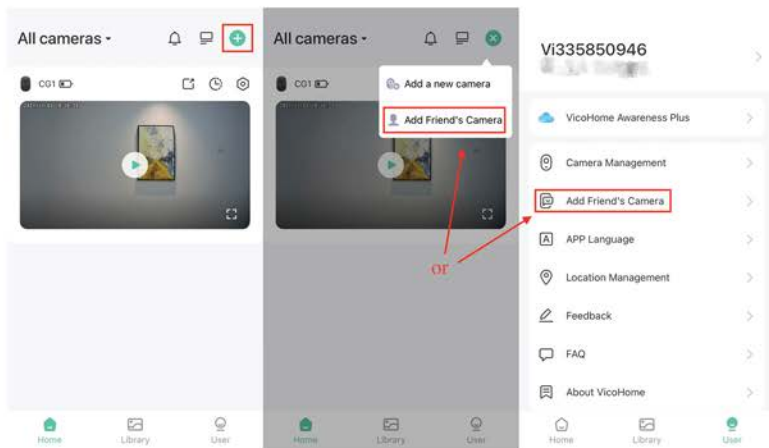 All cameras
CG1
Home
Library
User
All cameras
Add a new camera
CG1
Add Friend's Camera
or
Home
Library
User
Vi335850946
VicoHome Awareness Plus
Camera Management
Add Friend's Camera
APP Language
Location Management
Feedback
FAQ
About VicoHome
Home
Library
User